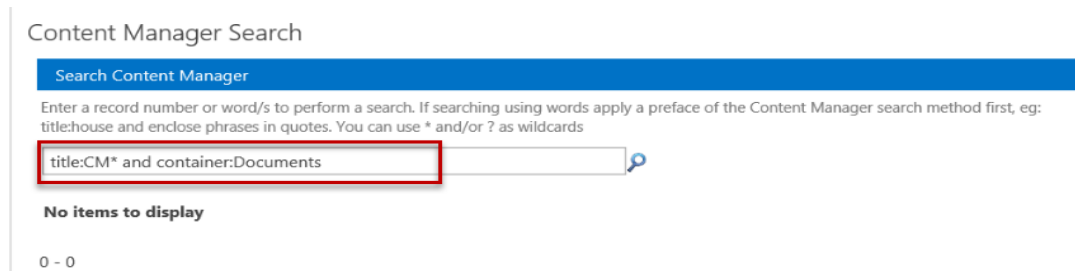 Content Manager Search
Search Content Manager
Enter a record number or word/s to perform a search. If searching using words apply a preface of the Content Manager search method first, eg:
title:house and enclose phrases in quotes. You can use * and/or ? as wildcards
title:CM* and container:Documents
No items to display
0 - 0